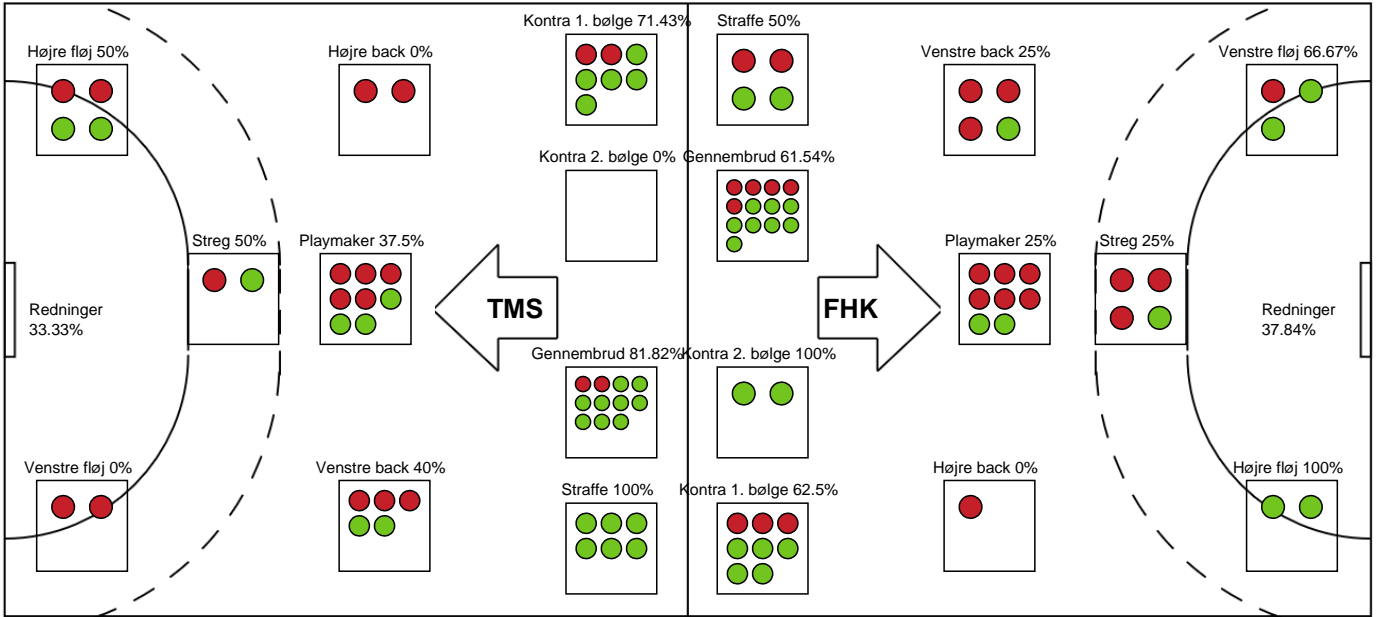 Kontra 1. bølge 71.43%
Straffe 50%
Højre fløj 50%
Højre back 0%
Venstre back 25%
Venstre fløj 66.67%
Kontra 2. bølge 0%
Gennembrud 61.54%
Streg 50%
Playmaker 37.5%
Playmaker 25%
Streg 25%
Redninger
33.33%
TMS
FHK
Redninger
37.84%
Gennembrud 81.82%
Kontra 2. bølge 100%
Venstre fløj 0%
Venstre back 40%
Straffe 100%
Kontra 1. bølge 62.5%
Højre back 0%
Højre fløj 100%